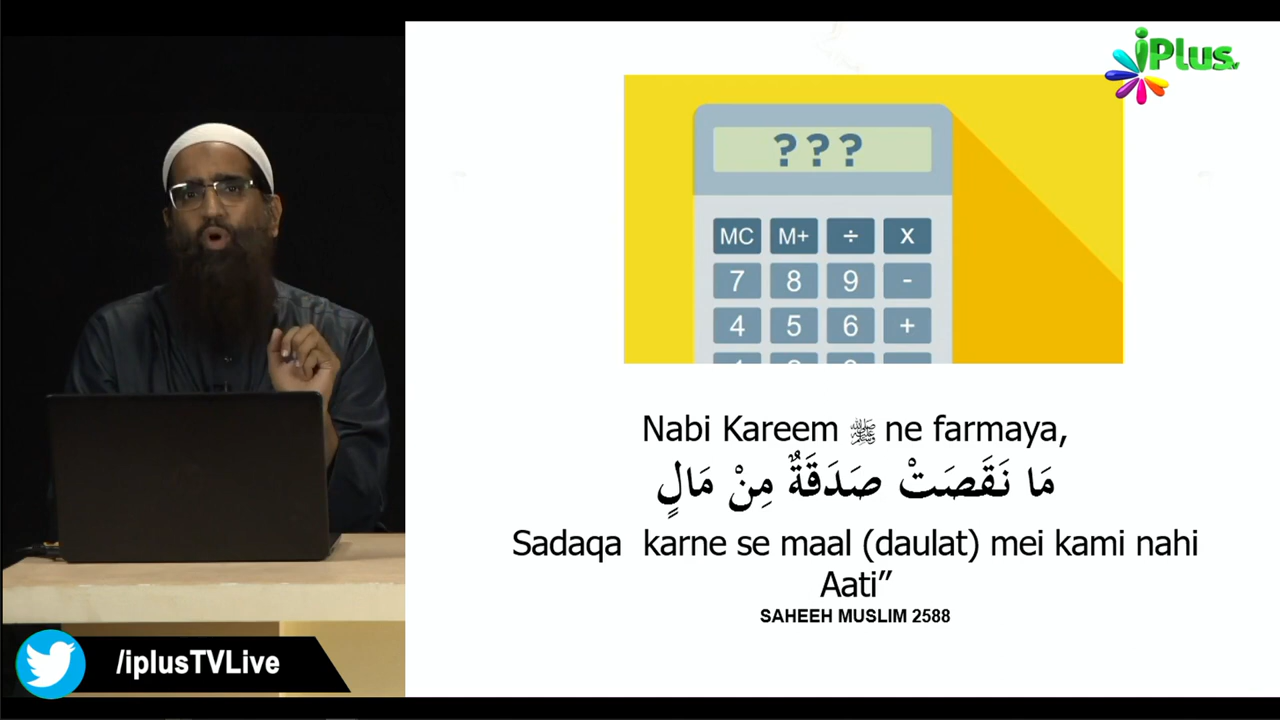 iPlus tv
? ? ?
MC M+ ÷ X
7 8 9 -
4 5 6 +
Nabi Kareem ﷺ ne farmaya,
مَا نَقَصَتْ صَدَقَةٌ مِنْ مَالٍ
Sadaqa karne se maal (daulat) mei kami nahi
Aati”
SAHEEH MUSLIM 2588
/iplusTVLive